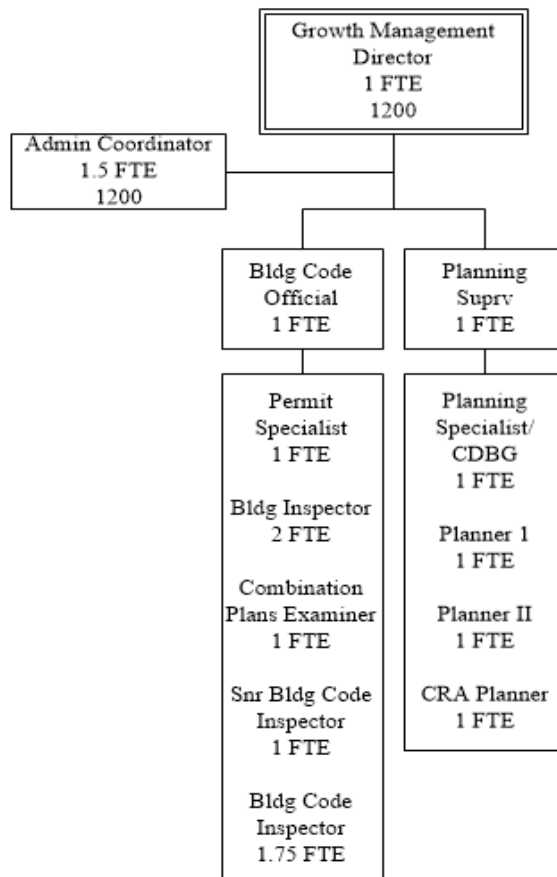 Growth Management
Director
1 FTE
1200
Admin Coordinator
1.5 FTE
1200
Bldg Code
Official
1 FTE
Planning
Suprv
1 FTE
Permit
Specialist
1 FTE
Bldg Inspector
2 FTE
Combination
Plans Examiner
1 FTE
Snr Bldg Code
Inspector
1 FTE
Bldg Code
Inspector
1.75 FTE
Planning
Specialist/
CDBG
1 FTE
Planner 1
1 FTE
Planner II
1 FTE
CRA Planner
1 FTE